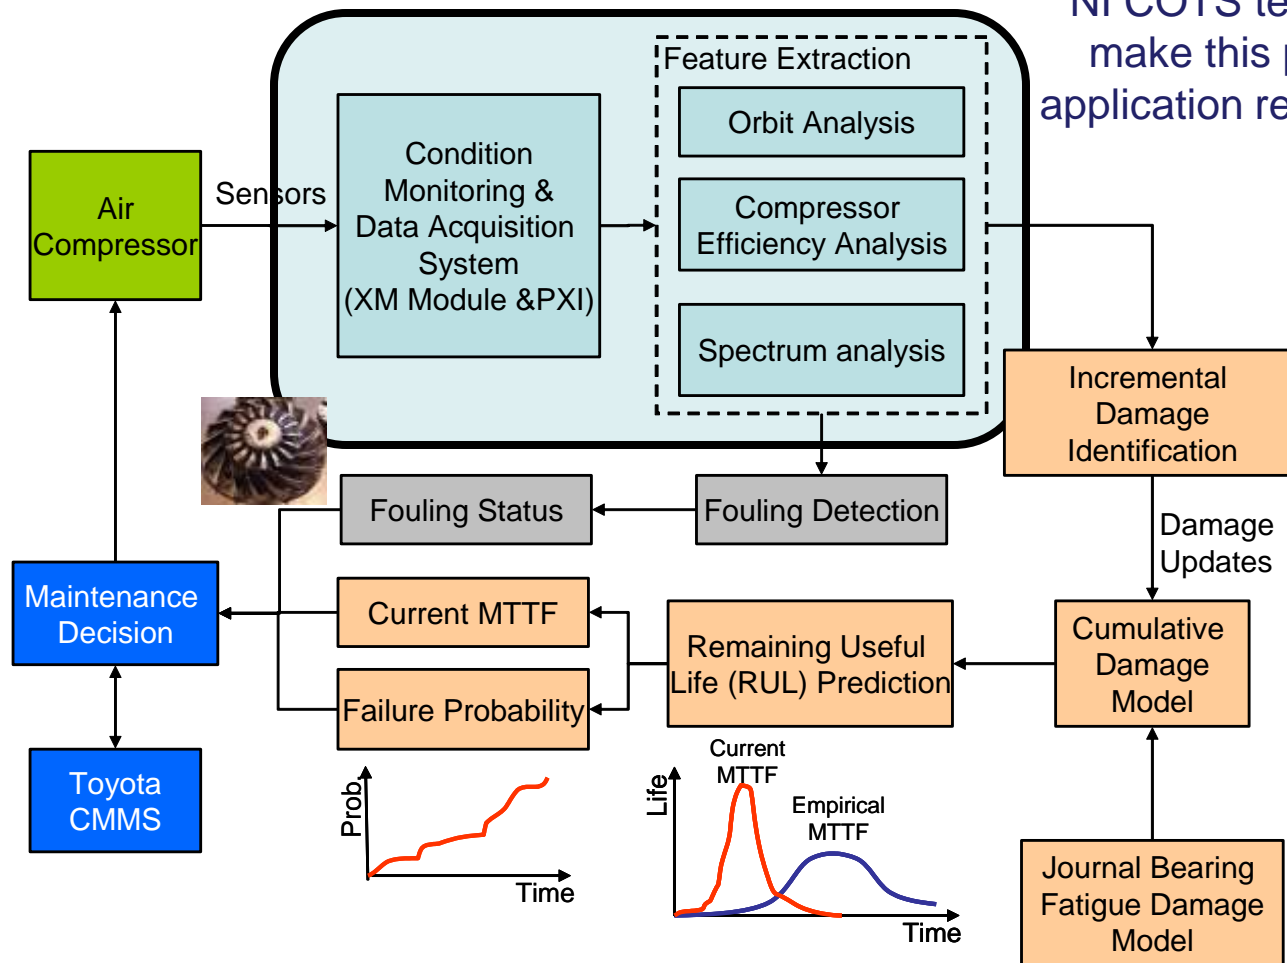 NI COTS
make this
application
Feature Extraction
Orbit Analysis
Condition
Monitoring &
Data Acquisition
System
(XM Module &PXI)
Compressor
Efficiency Analysis
Spectrum analysis
Air
Compressor
Sensors
Incremental
Damage
Identification
Fouling Status
Fouling Detection
Damage
Updates
Maintenance
Decision
Current MTTF
Failure Probability
Remaining Useful
Life (RUL) Prediction
Cumulative
Damage
Model
Toyota
CMMS
Prob.
Time
Life
Current
MTTF
Empirical
MTTF
Time
Journal Bearing
Fatigue Damage
Model